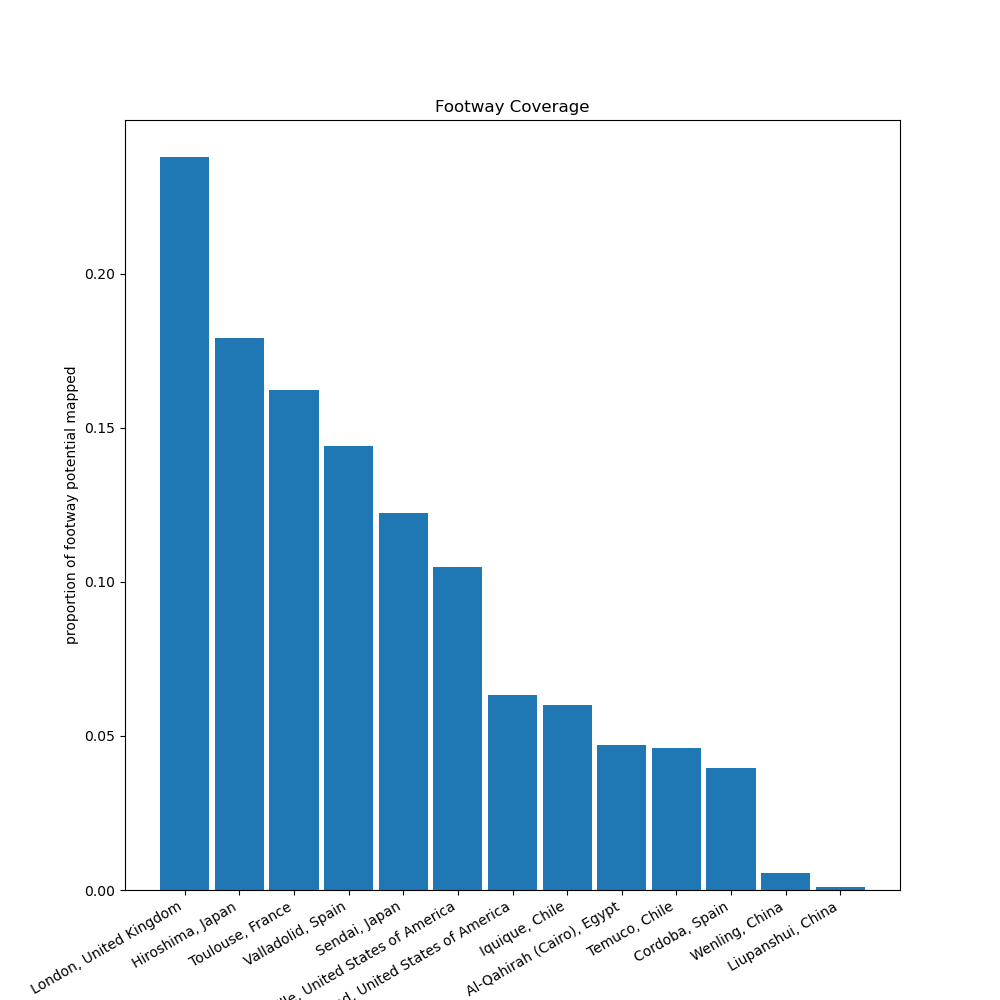 Footway Coverage
proportion of footway potential mapped
0.20
0.15
0.10
0.05
0.00
London, United Kingdom
Hiroshima, Japan
Toulouse, France
Valladolid, Spain
Sendai, Japan
United States of America
United States of America
Iquique, Chile
Al-Qahirah (Cairo), Egypt
Temuco, Chile
Cordoba, Spain
Wenling, China
Liupanshui, China